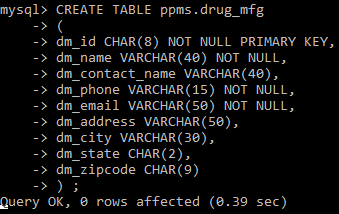 mysql> CREATE TABLE ppms.drug_mfg
-> (
-> dm_id CHAR(8) NOT NULL PRIMARY KEY,
-> dm_name VARCHAR(40) NOT NULL,
-> dm_contact_name VARCHAR(40),
-> dm_phone VARCHAR(15) NOT NULL,
-> dm_email VARCHAR(50) NOT NULL,
-> dm_address VARCHAR(50),
-> dm_city VARCHAR(30),
-> dm_state CHAR(2),
-> dm_zipcode CHAR(9)
-> ) ;
Query OK, 0 rows affected (0.39 sec)